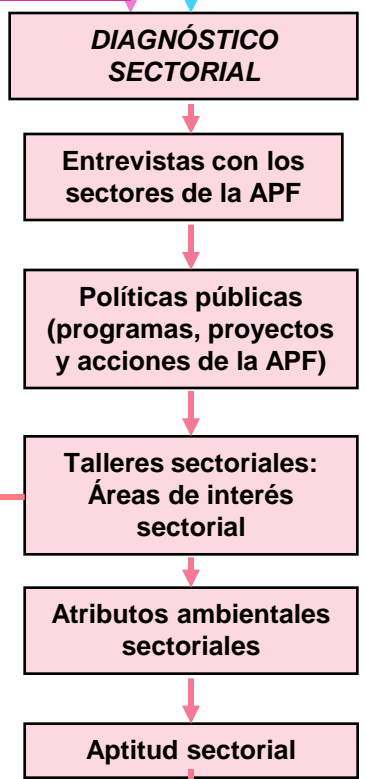 DIAGNÓSTICO
SECTORIAL
Entrevistas con los
sectores de la APF
Políticas públicas
(programas, proyectos
y acciones de la APF)
Talleres sectoriales:
Áreas de interés
sectorial
Atributos ambientales
sectoriales
Aptitud sectorial